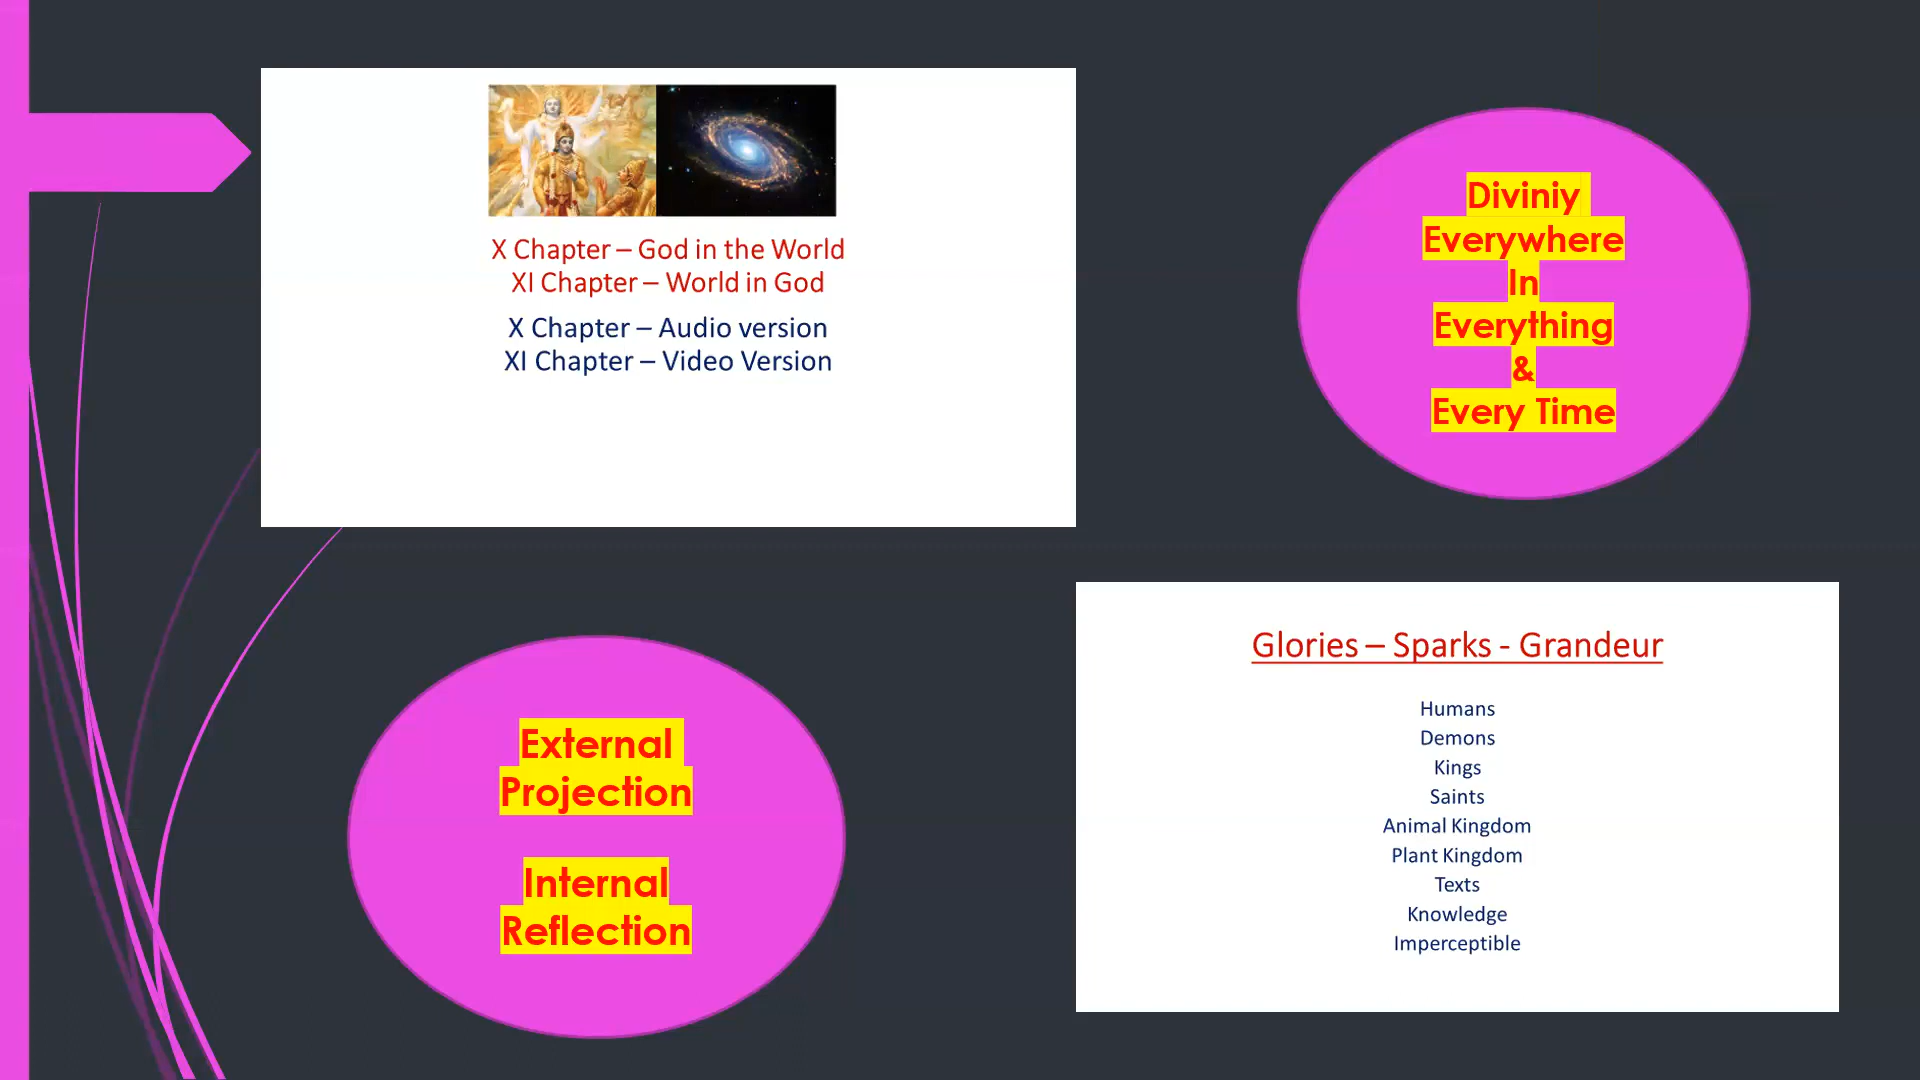 X Chapter – God in the World
XI Chapter – World in God
X Chapter – Audio version
XI Chapter – Video Version
Diviniy
Everywhere
In
Everything
&
Every Time
External
Projection
Internal
Reflection
Glories – Sparks - Grandeur
Humans
Demons
Kings
Saints
Animal Kingdom
Plant Kingdom
Texts
Knowledge
Imperceptible